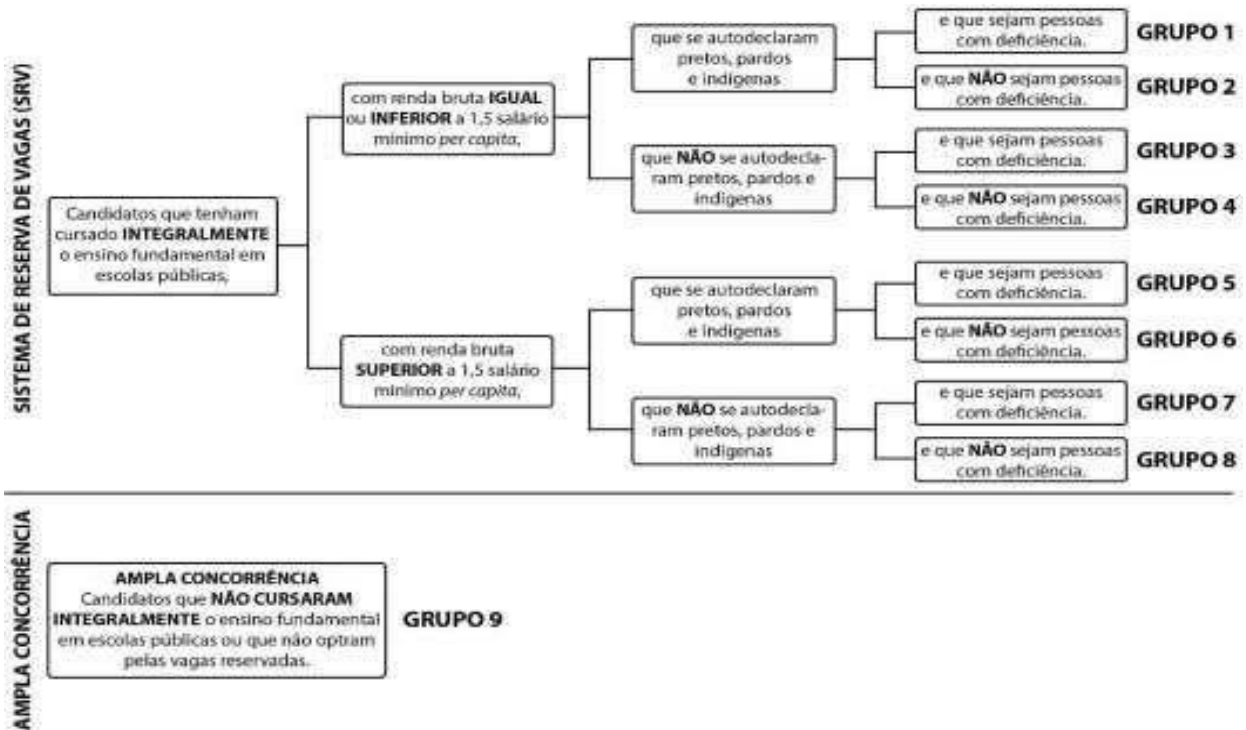 SISTEMA DE RESERVA DE VAGAS (SRV)
Candidatos que tenham
cursado INTEGRALMENTE
o ensino fundamental em
escolas públicas,
com renda bruta IGUAL
ou INFERIOR a 1,5 salário
mínimo per capita,
que se autodeclaram
pretos, pardos
e indígenas
e que sejam pessoas
com deficiência.
GRUPO 1
e que NÃO sejam pessoas
com deficiência.
GRUPO 2
que NÃO se autodecla-
ram pretos, pardos e
indígenas
e que sejam pessoas
com deficiência.
GRUPO 3
e que NÃO sejam pessoas
com deficiência.
GRUPO 4
com renda bruta
SUPERIOR a 1,5 salário
mínimo per capita,
que se autodeclaram
pretos, pardos
e indígenas
e que sejam pessoas
com deficiência.
GRUPO 5
e que NÃO sejam pessoas
com deficiência.
GRUPO 6
que NÃO se autodecla-
ram pretos, pardos e
indígenas
e que sejam pessoas
com deficiência.
GRUPO 7
e que NÃO sejam pessoas
com deficiência.
GRUPO 8
AMPLA CONCORRÊNCIA
AMPLA CONCORRÊNCIA
Candidatos que NÃO CURSARAM
INTEGRALMENTE o ensino fundamental
em escolas públicas ou que não optram
pelas vagas reservadas.
GRUPO 9